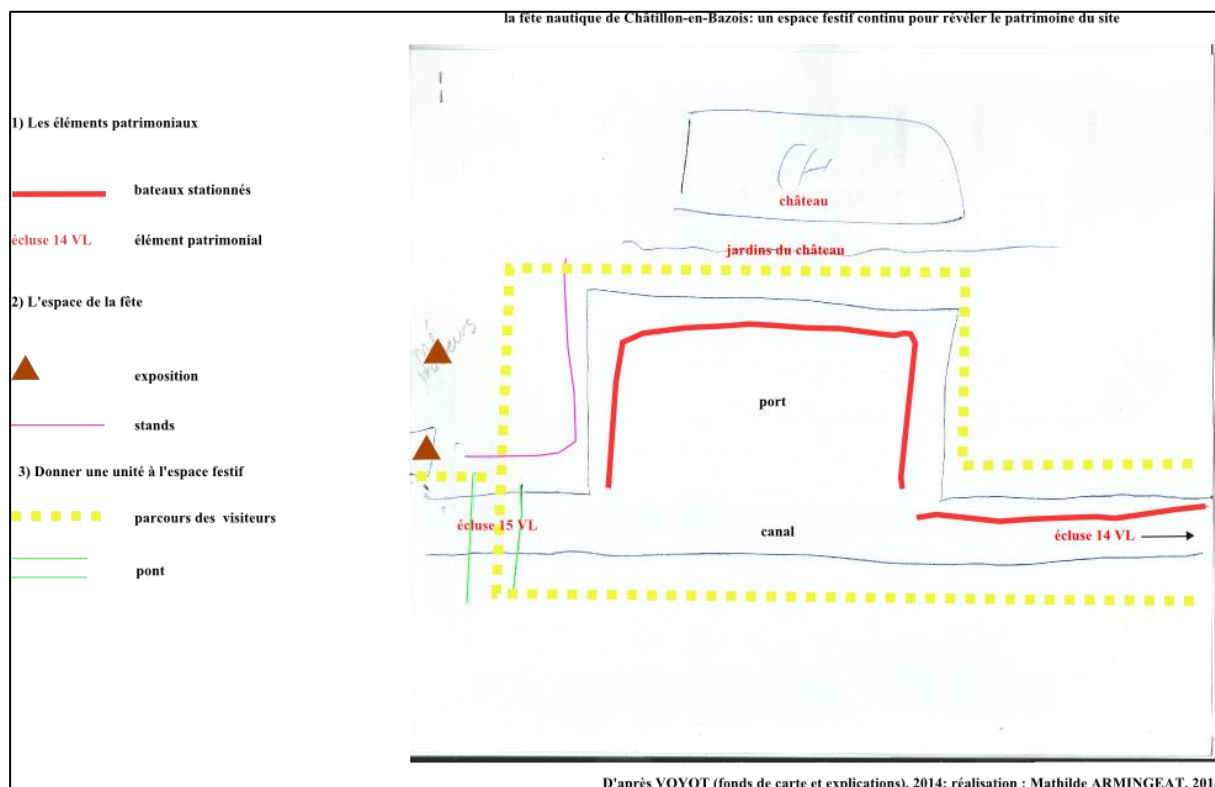 la fête nautique de Châtillon-en-Bazois: un espace festif continu pour révéler le patrimoine du site
1) Les éléments patrimoniaux
bateaux stationnés
écluse 14 VL élément patrimonial
2) L'espace de la fête
exposition
stands
3) Donner une unité à l'espace festif
parcours des visiteurs
pont
CH
château
jardins du château
port
écluse 15 VL
canal
écluse 14 VL
D'après VOYOT (fonds de carte et explications), 2014; réalisation : Mathilde ARMINGEAT, 201